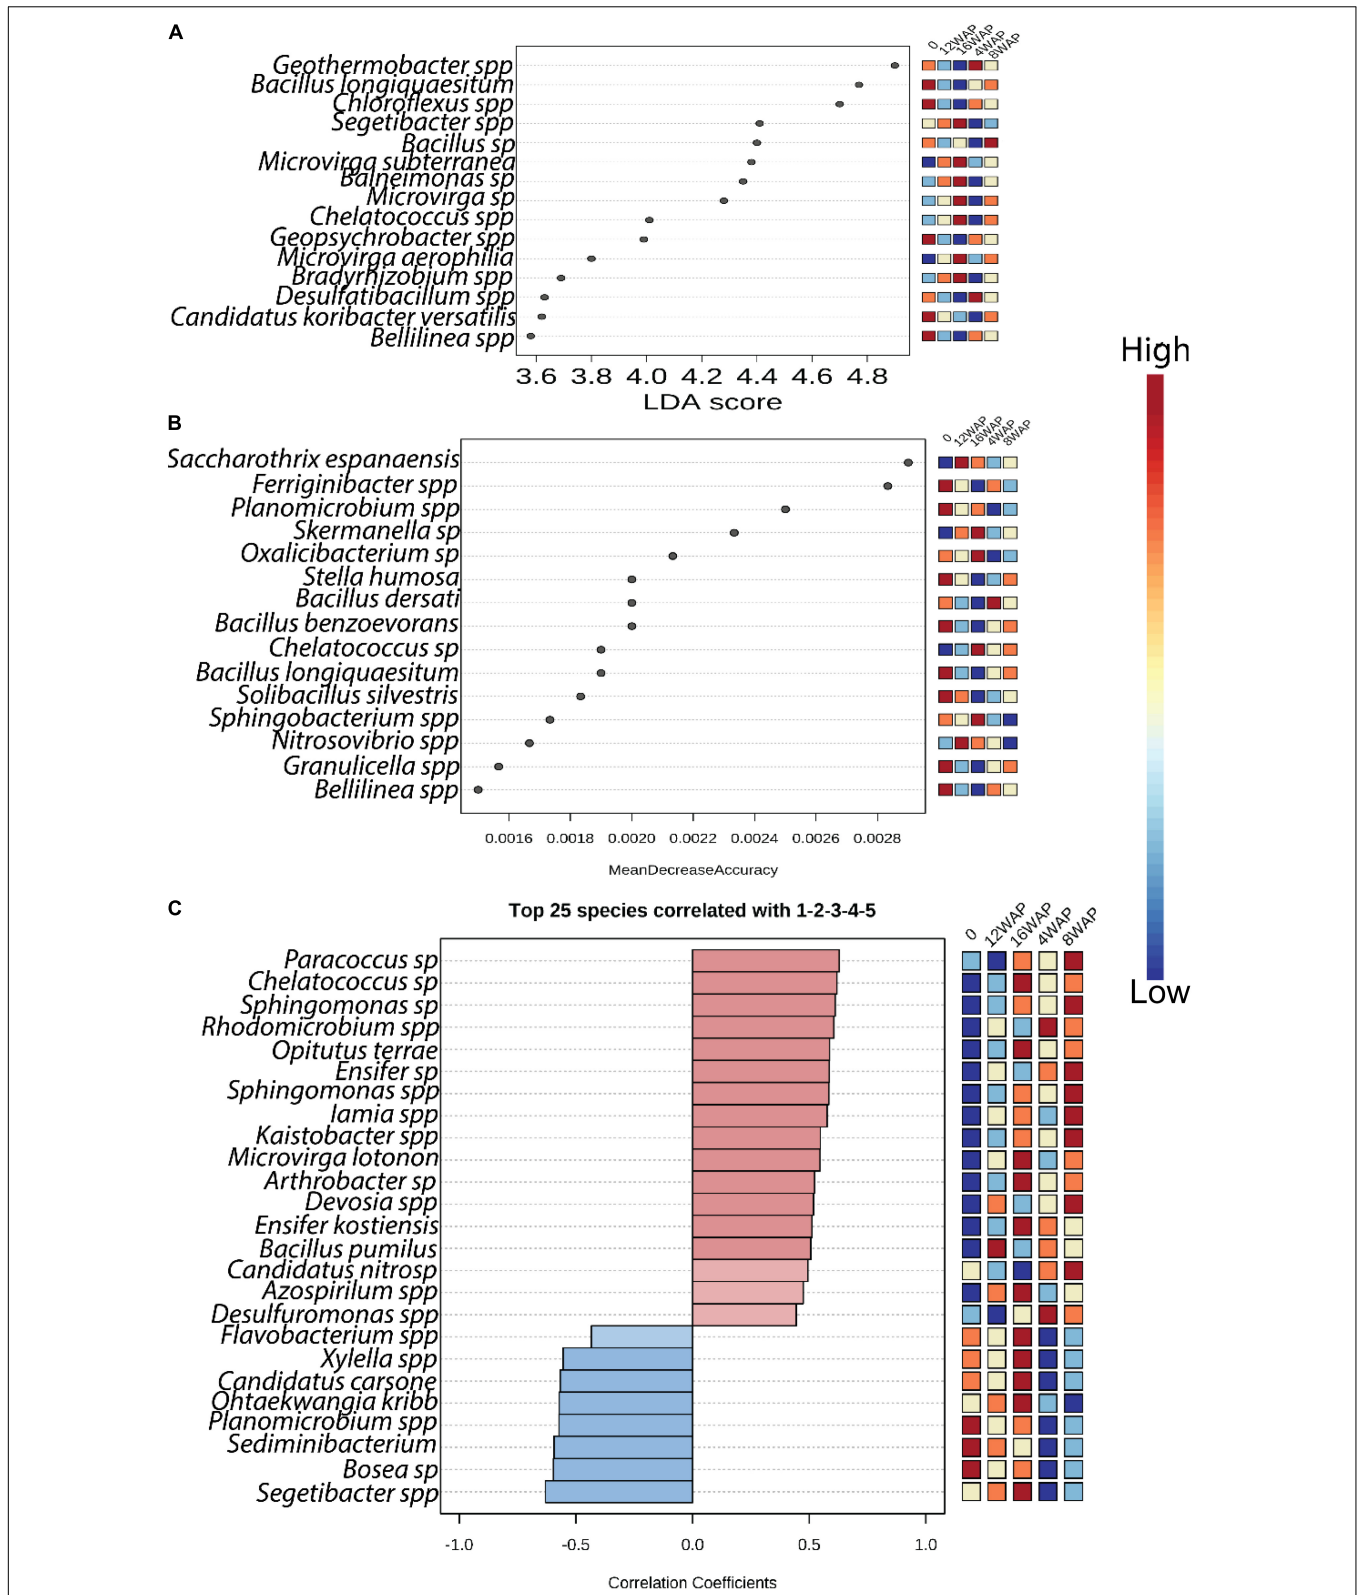 A
0 12WAP 16WAP 4WAP 8WAP
Geothermobacter spp
Bacillus longiquaesitum
Chloroflexus spp
Segetibacter spp
Bacillus sp
Microvirga subterranea
Balneimonas sp
Microvirga sp
Chelatococcus spp
Geopsychrobacter spp
Microvirga aerophilia
Bradyrhizobium spp
Desulfatibacillum spp
Candidatus koribacter versatilis
Bellilinea spp
3.6 3.8 4.0 4.2 4.4 4.6 4.8
LDA score
High
Low
B
0 12WAP 16WAP 4WAP 8WAP
Saccharothrix espanaensis
Ferriginibacter spp
Planomicrobium spp
Skermanella sp
Oxalicibacterium sp
Stella humosa
Bacillus dersati
Bacillus benzoevorans
Chelatococcus sp
Bacillus longiquaesitum
Solibacillus silvestris
Sphingobacterium spp
Nitrosovibrio spp
Granulicella spp
Bellilinea spp
0.0016 0.0018 0.0020 0.0022 0.0024 0.0026 0.0028
MeanDecreaseAccuracy
C
Top 25 species correlated with 1-2-3-4-5
0 12WAP 16WAP 4WAP 8WAP
Paracoccus sp
Chelatococcus sp
Sphingomonas sp
Rhodomicrobium spp
Opitutus terrae
Ensifer sp
Sphingomonas spp
Iamia spp
Kaistobacter spp
Microvirga lotonon
Arthrobacter sp
Devosia spp
Ensifer kostiensis
Bacillus pumilus
Candidatus nitrosp
Azospirilum spp
Desulfuromonas spp
Flavobacterium spp
Xylella spp
Candidatus carsone
Ohtaekwangia kribb
Planomicrobium spp
Sediminibacterium
Bosea sp
Segetibacter spp
-1.0 -0.5 0.0 0.5 1.0
Correlation Coefficients